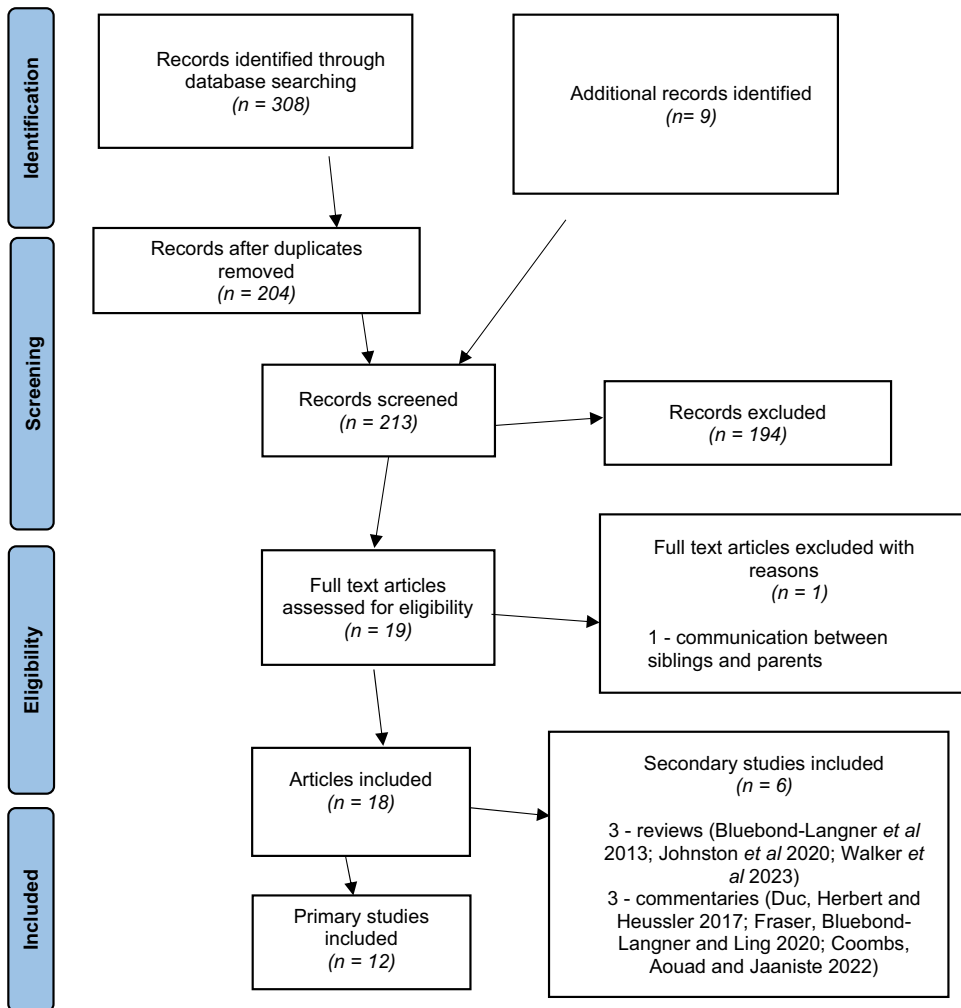 Identification
Records identified through
database searching
(n = 308)
Additional records identified
(n= 9)
Screening
Records after duplicates
removed
(n = 204)
Records screened
(n = 213)
Records excluded
(n = 194)
Eligibility
Full text articles
assessed for eligibility
(n = 19)
Full text articles excluded with
reasons
(n = 1)
1 - communication between
siblings and parents
Articles included
(n = 18)
Secondary studies included
(n = 6)
3 - reviews (Bluebond-Langner et al
2013; Johnston et al 2020; Walker et
al 2023)
3 - commentaries (Duc, Herbert and
Heussler 2017; Fraser, Bluebond-
Langner and Ling 2020; Coombs,
Aouad and Jaaniste 2022)
Included
Primary studies
included
(n = 12)